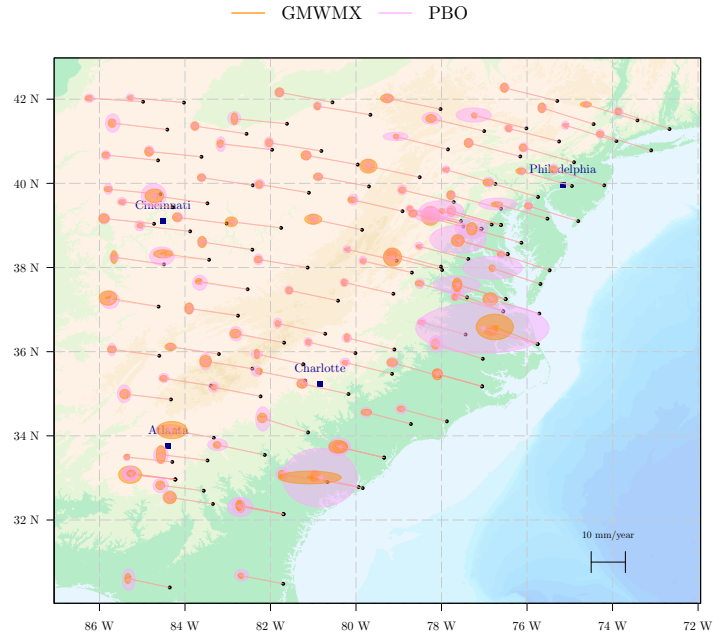 GMWMX PBO
42 N
40 N
Philadelphia
Cincinnati
38 N
36 N
Charlotte
34 N
Atlanta
32 N
10 mm/year
86 W 84 W 82 W 80 W 78 W 76 W 74 W 72 W